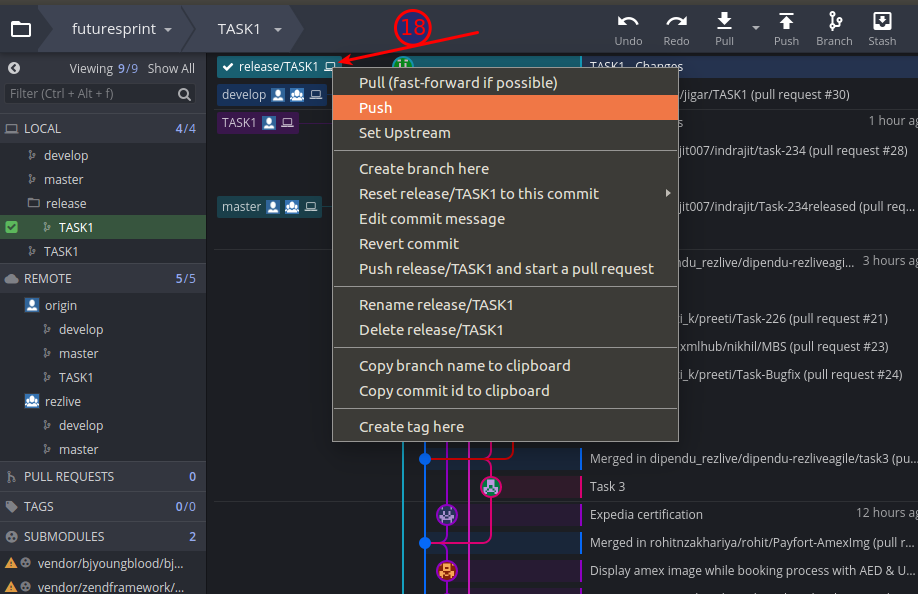 18
futuresprint
TASK1
Undo
Redo
Pull
Push
Branch
Stash
Viewing 9/9 Show All
Filter (Ctrl + Alt + f)
LOCAL 4/4
develop
master
release
TASK1
TASK1
REMOTE 5/5
origin
develop
master
TASK1
rezlive
develop
master
PULL REQUESTS 0
TAGS 0/0
SUBMODULES 2
vendor/bjyoungblood/bj...
vendor/zendframework/...
release/TASK1
develop
TASK1
master
Pull (fast-forward if possible)
Push
Set Upstream
Create branch here
Reset release/TASK1 to this commit
Edit commit message
Revert commit
Push release/TASK1 and start a pull request
Rename release/TASK1
Delete release/TASK1
Copy branch name to clipboard
Copy commit id to clipboard
Create tag here
TASK1 Changes
/jigar/TASK1 (pull request #30)
1 hour ag
jit007/indrajit/task-234 (pull request #28)
jit007/indrajit/Task-234released (pull req...
du_rezlive/dipendu-rezliveagi... 3 hours ag
i_k/preeti/Task-226 (pull request #21)
xmlhub/nikhil/MBS (pull request #23)
i_k/preeti/Task-Bugfix (pull request #24)
Merged in dipendu_rezlive/dipendu-rezliveagile/task3 (pu...
Task 3
Expedia certification 12 hours ag
Merged in rohitnzakhariya/rohit/Payfort-AmexImg (pull r...
Display amex image while booking process with AED & U...